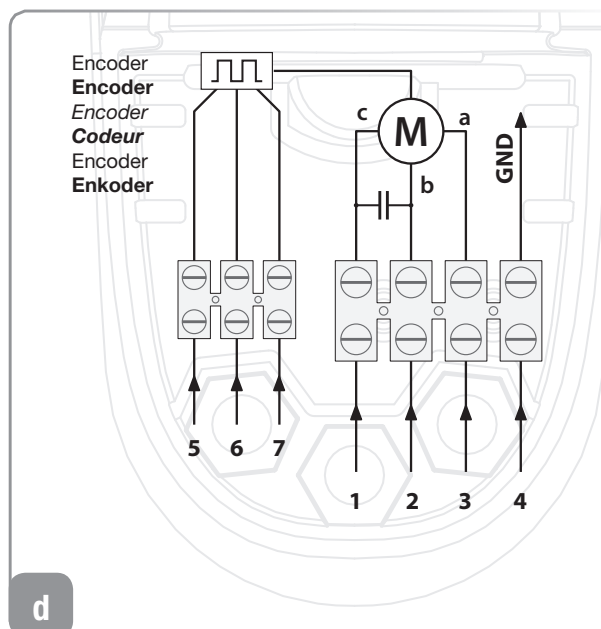 Encoder
Encoder
Encoder
Codeur
Encoder
Enkoder
c
M
a
b
GND
5 6 7
1 2 3 4
d